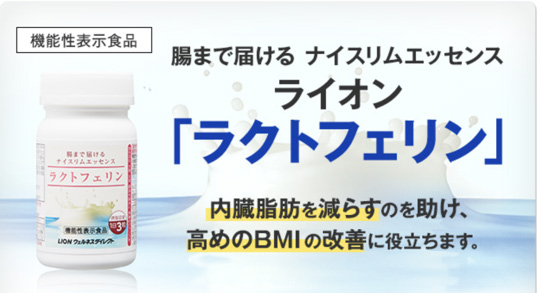 機能性表示食品
腸まで届ける ナイスリムエッセンス
ライオン
「ラクトフェリン」
内臓脂肪を減らすのを助け、
高めのBMIの改善に役立ちます。
腸まで届ける
ナイスリムエッセンス
ラクトフェリン
1日3粒
機能性表示食品
LION ウェルネスダイレクト